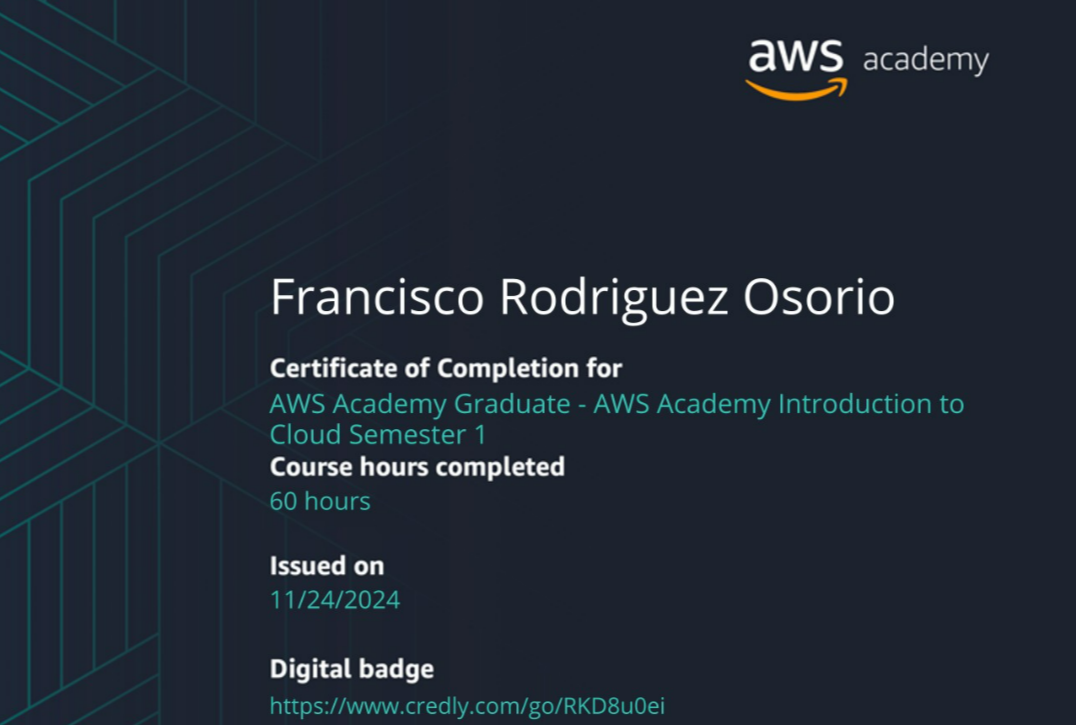 aws academy
Francisco Rodriguez Osorio
Certificate of Completion for
AWS Academy Graduate - AWS Academy Introduction to
Cloud Semester 1
Course hours completed
60 hours
Issued on
11/24/2024
Digital badge
https://www.credly.com/go/RKD8u0ei